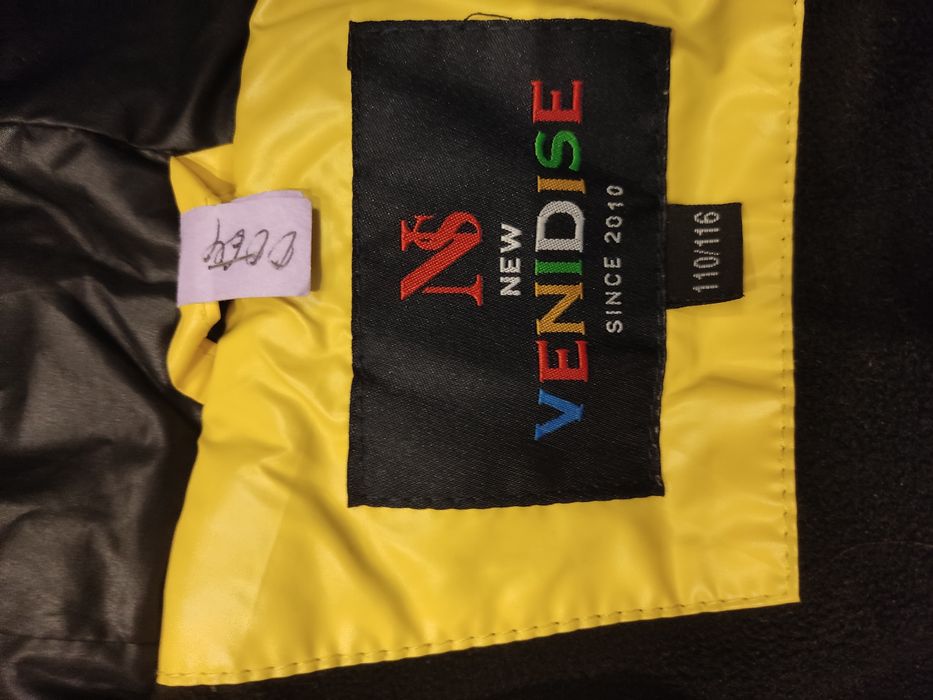 NS
NEW
VENIDISE
SINCE 2010
110/116